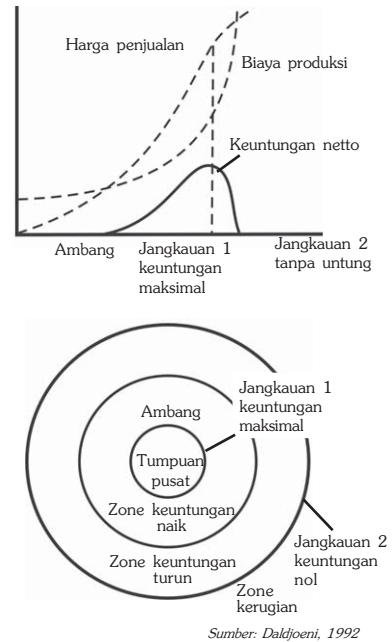 Harga penjualan
Biaya produksi
Keuntungan netto
Ambang
Jangkauan 1
keuntungan
maksimal
Jangkauan 2
tanpa untung
Jangkauan 1
keuntungan
maksimal
Ambang
Tumpuan
pusat
Zone keuntungan
naik
Zone keuntungan
turun
Jangkauan 2
keuntungan
nol
Zone
kerugian
Sumber: Daldjoeni, 1992